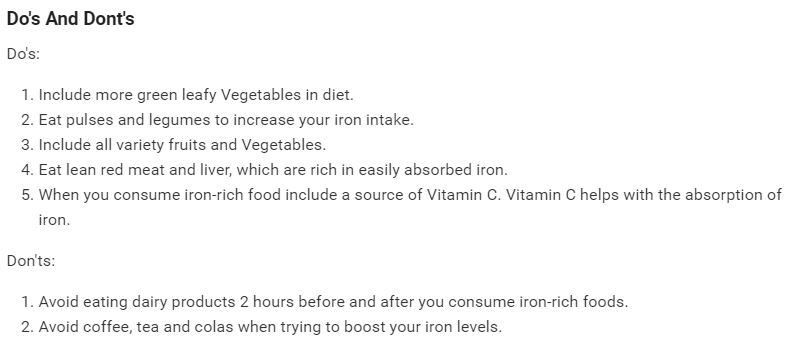 Do's And Dont's
Do's:
1. Include more green leafy Vegetables in diet.
2. Eat pulses and legumes to increase your iron intake.
3. Include all variety fruits and Vegetables.
4. Eat lean red meat and liver, which are rich in easily absorbed iron.
5. When you consume iron-rich food include a source of Vitamin C. Vitamin C helps with the absorption of
iron.
Don'ts:
1. Avoid eating dairy products 2 hours before and after you consume iron-rich foods.
2. Avoid coffee, tea and colas when trying to boost your iron levels.